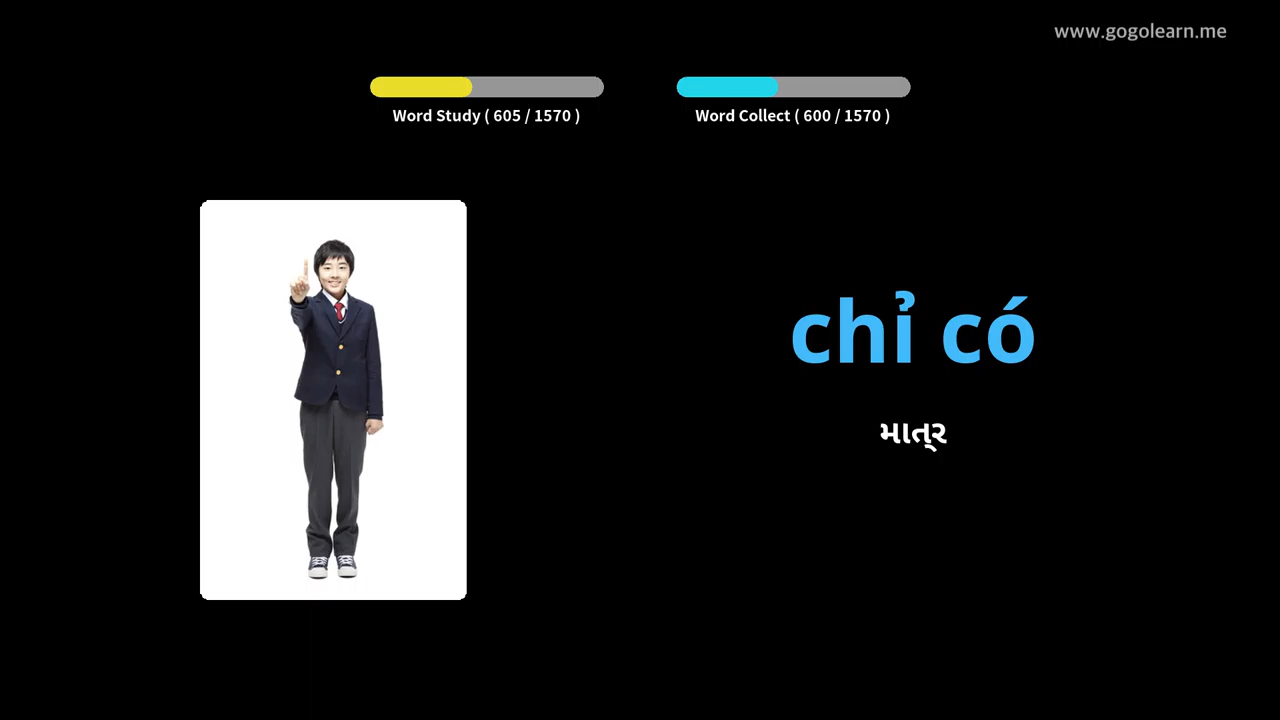 www.gogolearn.me
Word Study ( 605 / 1570 )
Word Collect ( 600 / 1570 )
chỉ có
માત્ર